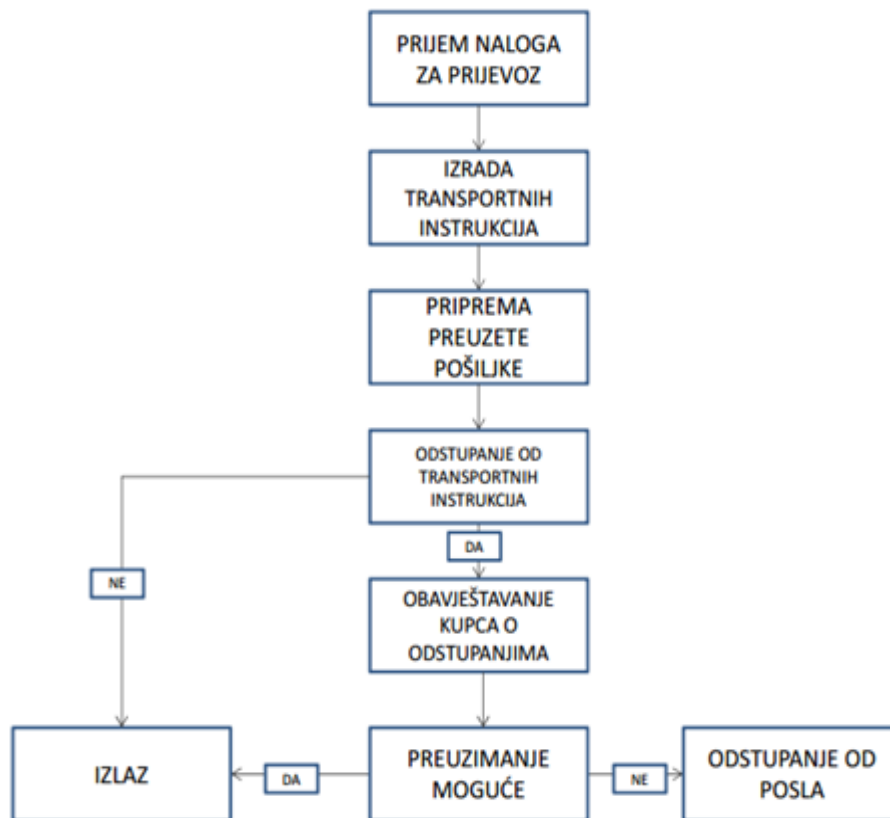 PRIJEM NALOGA
ZA PRIJEVOZ
IZRADA
TRANSPORTNIH
INSTRUKCIJA
PRIPREMA
PREUZETE
POŠILJKE
ODSTUPANJE OD
TRANSPORTNIH
INSTRUKCIJA
DA
NE
OBAVJEŠTAVANJE
KUPCA O
ODSTUPANJIMA
IZLAZ
DA
PREUZIMANJE
MOGUĆE
NE
ODSTUPANJE OD
POSLA